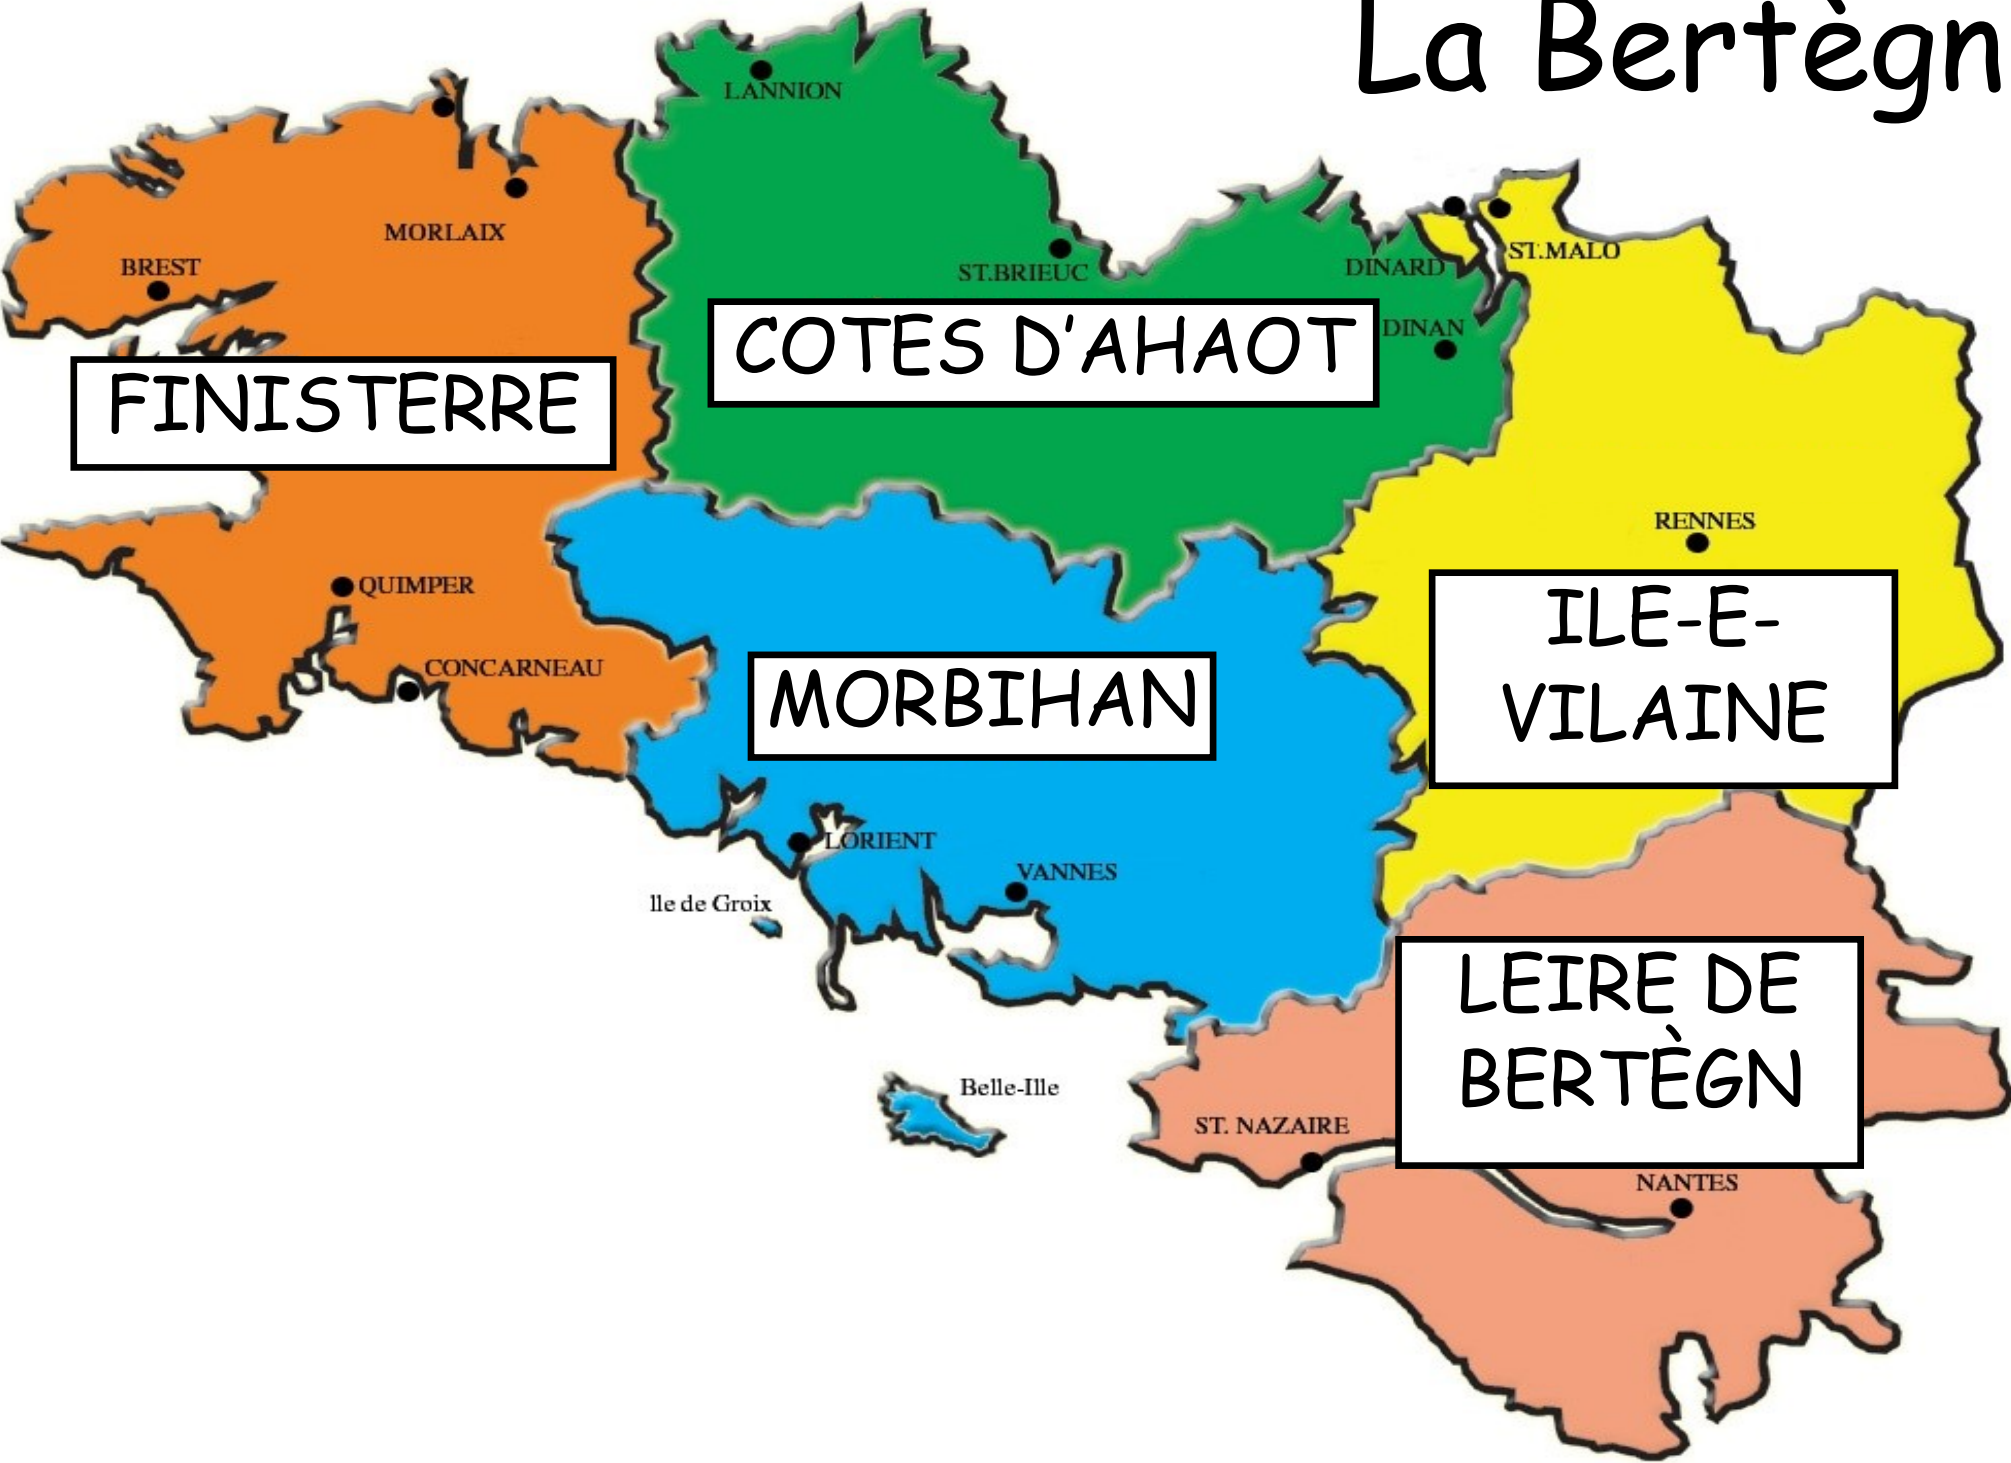 La Bertègn
LANNION
MORLAIX
BREST
ST.BRIEUC
DINARD
ST.MALO
DINAN
COTES D'AHAOT
FINISTERRE
RENNES
QUIMPER
CONCARNEAU
ILE-E-
VILAINE
MORBIHAN
LORIENT
VANNES
Ile de Groix
LEIRE DE
BERTÈGN
Belle-Ille
ST. NAZAIRE
NANTES